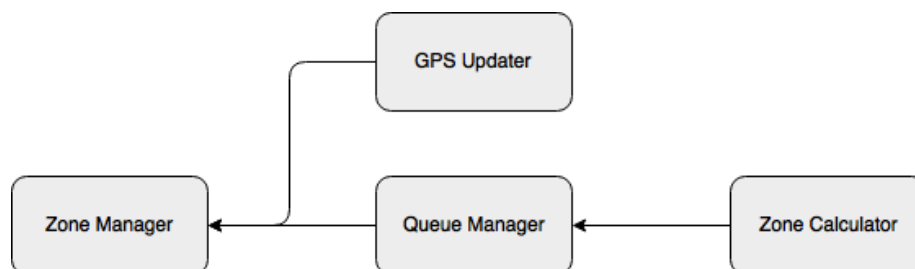 GPS Updater
Zone Manager
Queue Manager
Zone Calculator